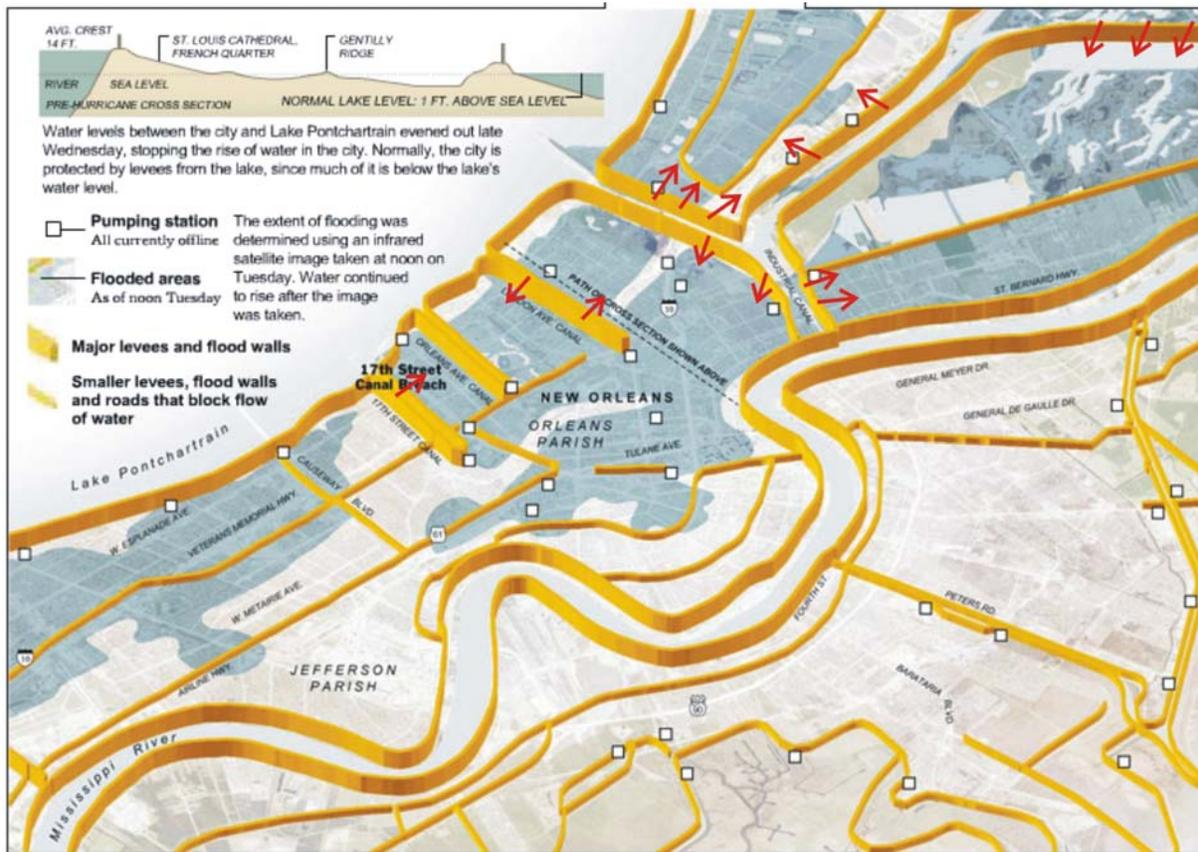 AVG. CREST
14 FT.
ST. LOUIS CATHEDRAL,
FRENCH QUARTER
GENTILLY
RIDGE
RIVER
SEA LEVEL
PRE-HURRICANE CROSS SECTION
NORMAL LAKE LEVEL: 1 FT. ABOVE SEA LEVEL
Water levels between the city and Lake Pontchartrain evened out late
Wednesday, stopping the rise of water in the city. Normally, the city is
protected by levees from the lake, since much of it is below the lake's
water level.
Pumping station
All currently offline
Flooded areas
As of noon Tuesday
The extent of flooding was
determined using an infrared
satellite image taken at noon on
Tuesday. Water continued
to rise after the image
was taken.
Major levees and flood walls
Smaller levees, flood walls
and roads that block flow
of water
PATH OF CROSS SECTION SHOWN ABOVE
INDUSTRIAL CANAL
ST. BERNARD HWY.
LONDON AVE. CANAL
ORLEANS AVE. CANAL
17th Street
Canal Breach
17TH STREET CANAL
NEW ORLEANS
ORLEANS
PARISH
TULANE AVE.
GENERAL MEYER DR.
GENERAL DE GAULLE DR.
Lake Pontchartrain
CAUSEWAY BLVD
W. ESPLANADE AVE.
VETERANS MEMORIAL HWY.
61
W. METAIRIE AVE.
10
AIRLINE HWY.
JEFFERSON
PARISH
FOURTH ST.
PETERS RD.
BARATARIA BLVD.
90
Mississippi River